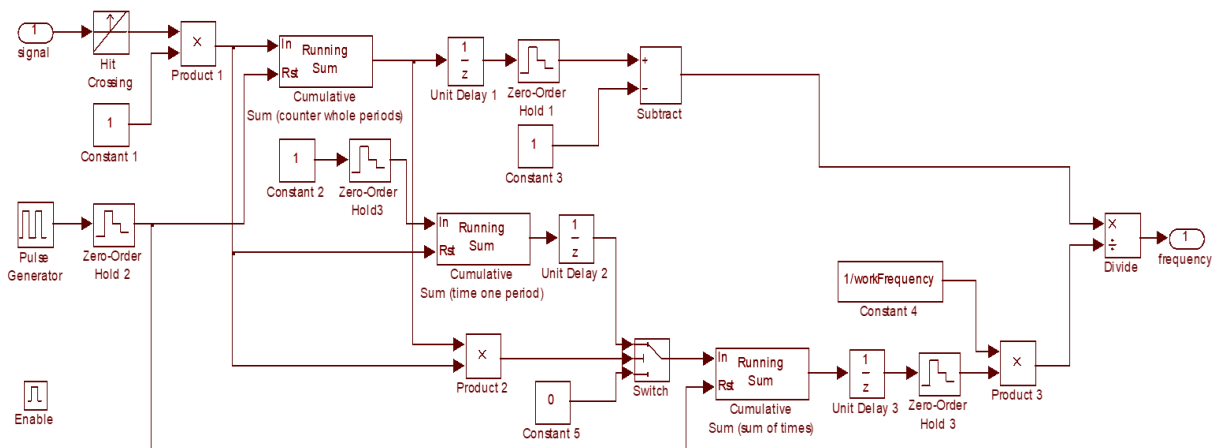 1
signal
Hit
Crossing
×
Product 1
1
Constant 1
In
Rst
Running
Sum
Cumulative
Sum (counter whole periods)
1
z
Unit Delay 1
Zero-Order
Hold 1
+
−
Subtract
1
Constant 3
1
Constant 2
Zero-Order
Hold3
Pulse
Generator
Zero-Order
Hold 2
In
Rst
Running
Sum
Cumulative
Sum (time one period)
1
z
Unit Delay 2
×
÷
Divide
1
frequency
1/workFrequency
Constant 4
×
Product 2
Switch
0
Constant 5
In
Rst
Running
Sum
Cumulative
Sum (sum of times)
1
z
Unit Delay 3
Zero-Order
Hold 3
×
Product 3
Enable